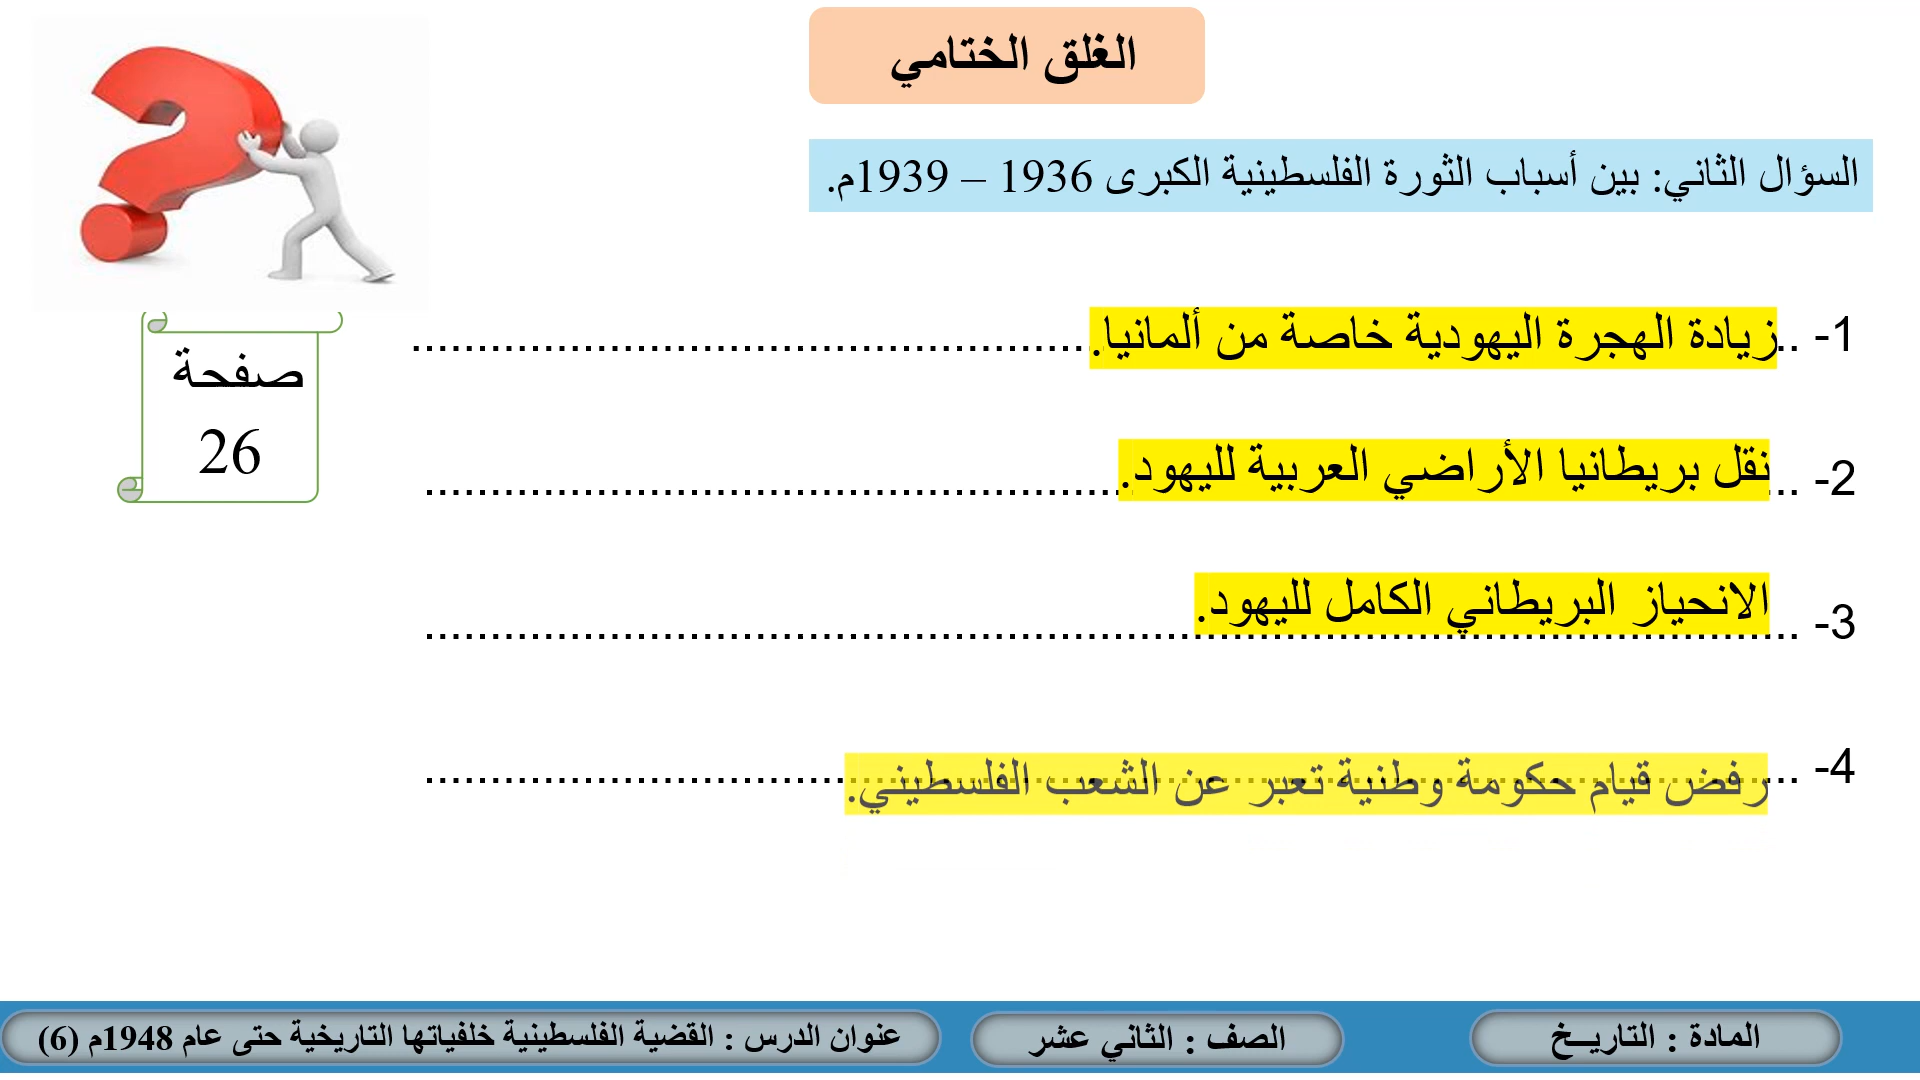 الغلق الختامي
السؤال الثاني: بين أسباب الثورة الفلسطينية الكبرى 1936 – 1939م.
1- ..زيادة الهجرة اليهودية خاصة من ألمانيا.....................................................
2- ..نقل بريطانيا الأراضي العربية لليهود.....................................................
3- ..الانحياز البريطاني الكامل لليهود.....................................................
4- ..رفض قيام حكومة وطنية تعبر عن الشعب الفلسطيني.................................
صفحة
26
المادة : التاريـخ
الصف : الثاني عشر
عنوان الدرس : القضية الفلسطينية خلفياتها التاريخية حتى عام 1948م (6)